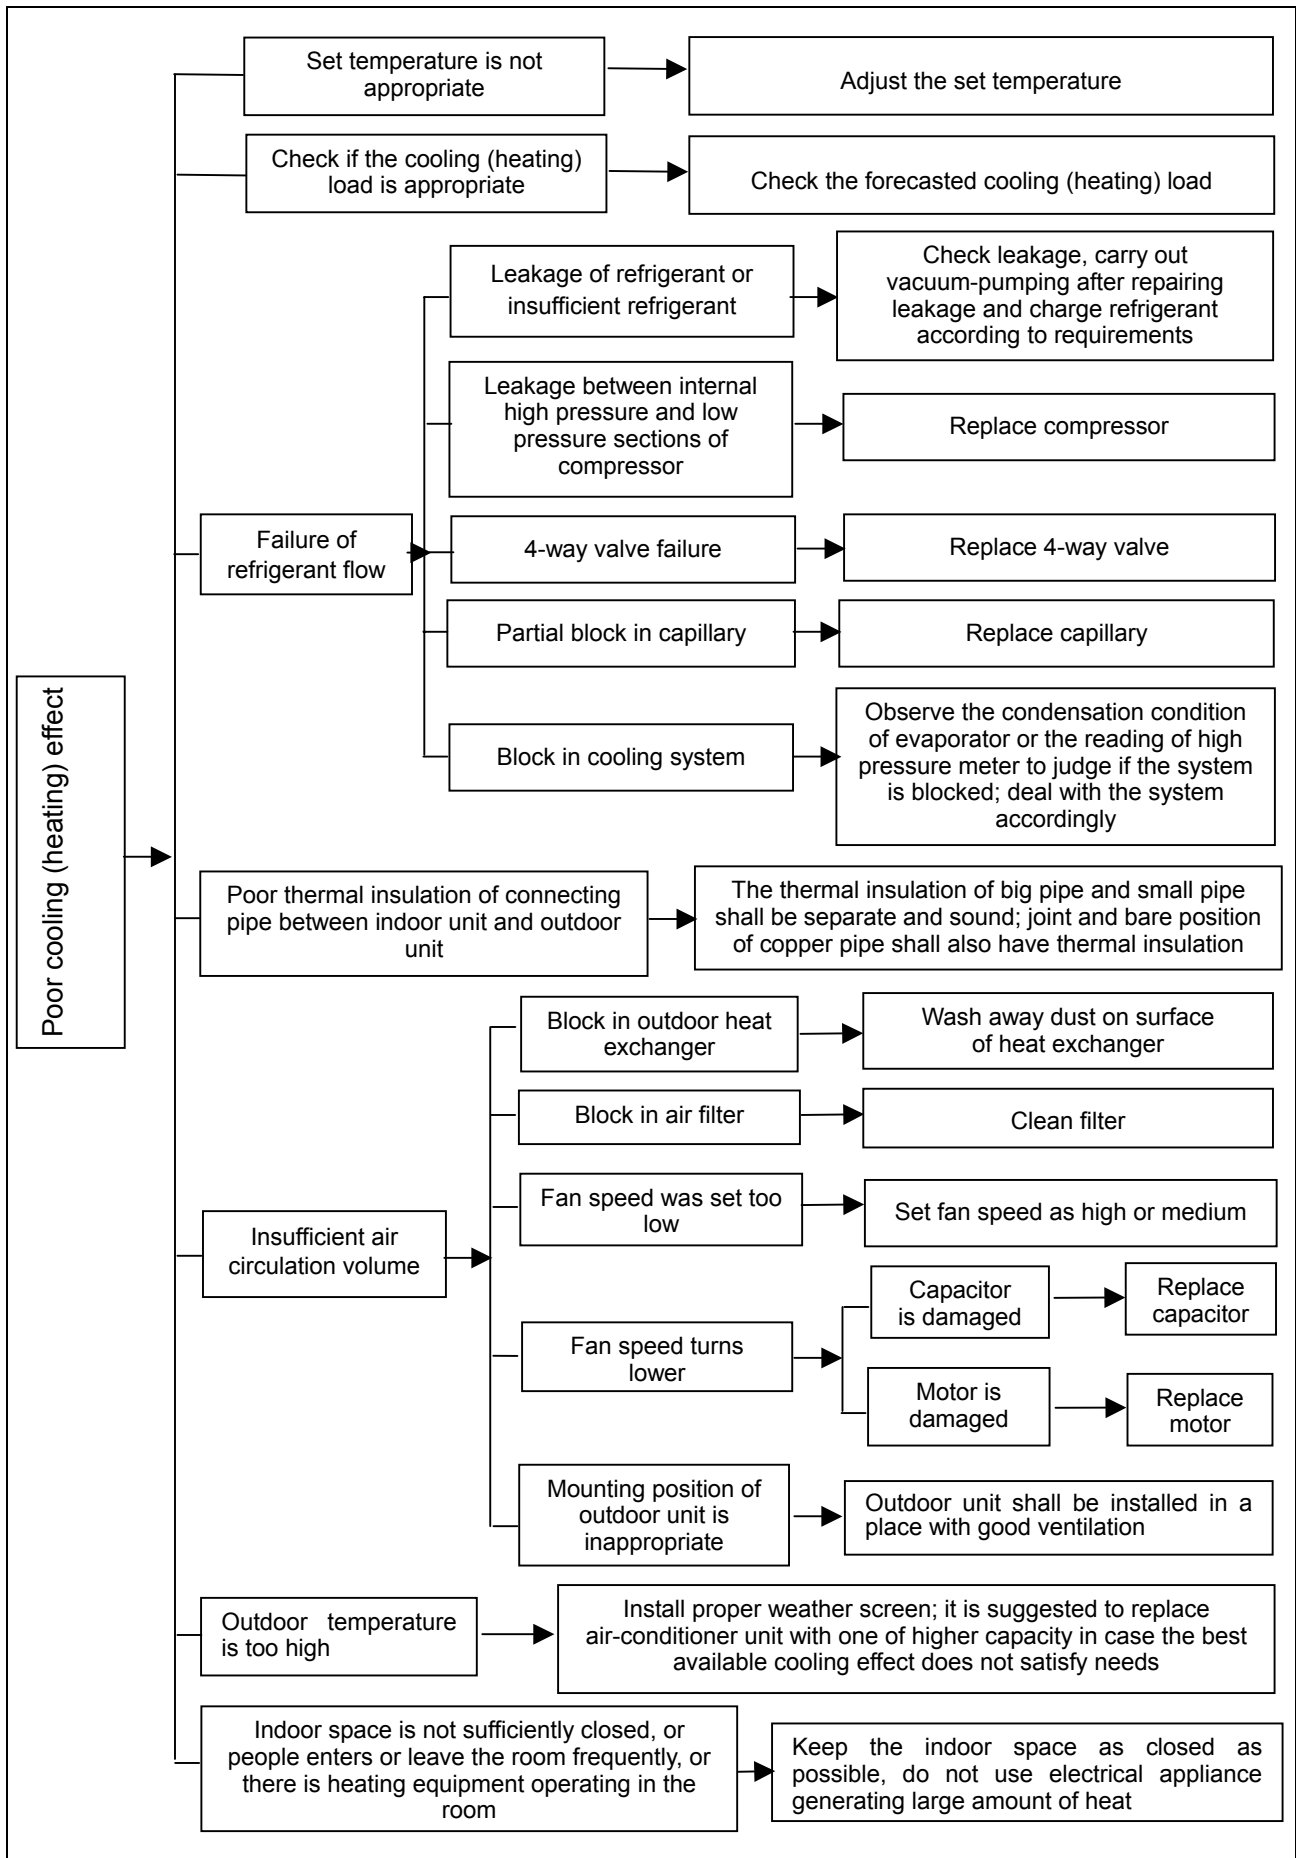 Set temperature is not
appropriate
Adjust the set temperature
Check if the cooling (heating)
load is appropriate
Check the forecasted cooling (heating) load
Leakage of refrigerant or
insufficient refrigerant
Check leakage, carry out
vacuum-pumping after repairing
leakage and charge refrigerant
according to requirements
Leakage between internal
high pressure and low
pressure sections of
compressor
Replace compressor
Failure of
refrigerant flow
4-way valve failure
Replace 4-way valve
Partial block in capillary
Replace capillary
Block in cooling system
Observe the condensation condition
of evaporator or the reading of high
pressure meter to judge if the system
is blocked; deal with the system
accordingly
Poor cooling (heating) effect
Poor thermal insulation of connecting
pipe between indoor unit and outdoor
unit
The thermal insulation of big pipe and small pipe
shall be separate and sound; joint and bare position
of copper pipe shall also have thermal insulation
Block in outdoor heat
exchanger
Wash away dust on surface
of heat exchanger
Block in air filter
Clean filter
Fan speed was set too
low
Set fan speed as high or medium
Insufficient air
circulation volume
Fan speed turns
lower
Capacitor
is damaged
Replace
capacitor
Motor is
damaged
Replace
motor
Mounting position of
outdoor unit is
inappropriate
Outdoor unit shall be installed in a
place with good ventilation
Outdoor temperature
is too high
Install proper weather screen; it is suggested to replace
air-conditioner unit with one of higher capacity in case the best
available cooling effect does not satisfy needs
Indoor space is not sufficiently closed, or
people enters or leave the room frequently, or
there is heating equipment operating in the
room
Keep the indoor space as closed as
possible, do not use electrical appliance
generating large amount of heat